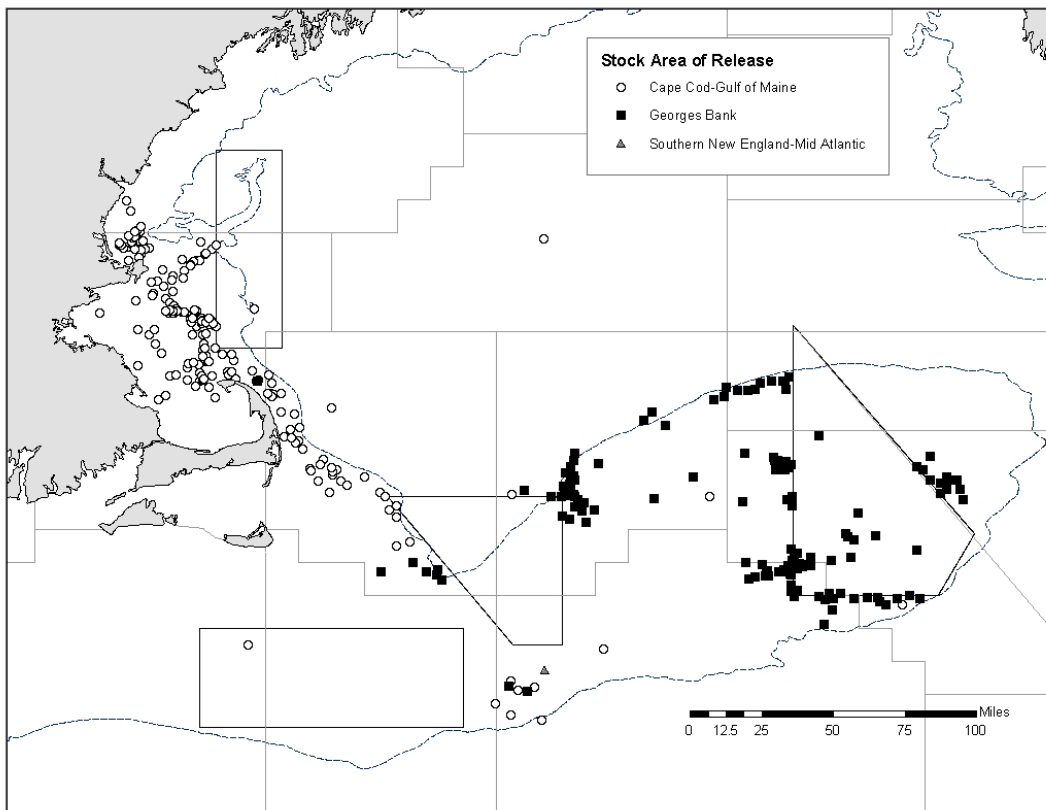 Stock Area of Release
Cape Cod-Gulf of Maine
Georges Bank
Southern New England-Mid Atlantic
Miles
0 12.5 25 50 75 100